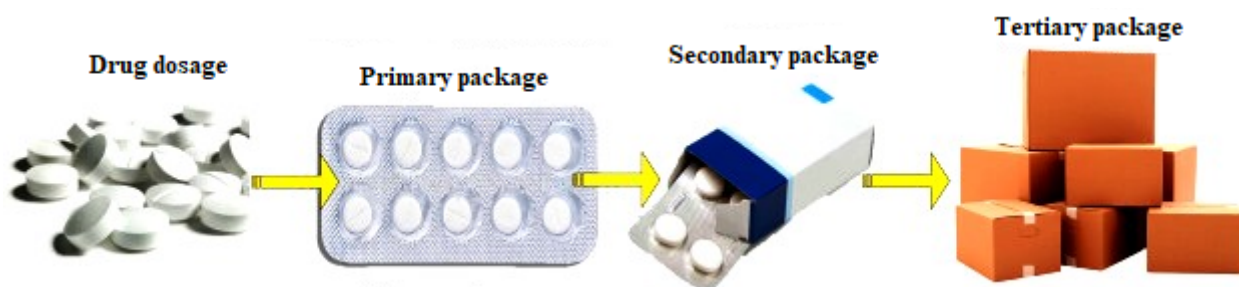 Drug dosage
Primary package
Secondary package
Tertiary package